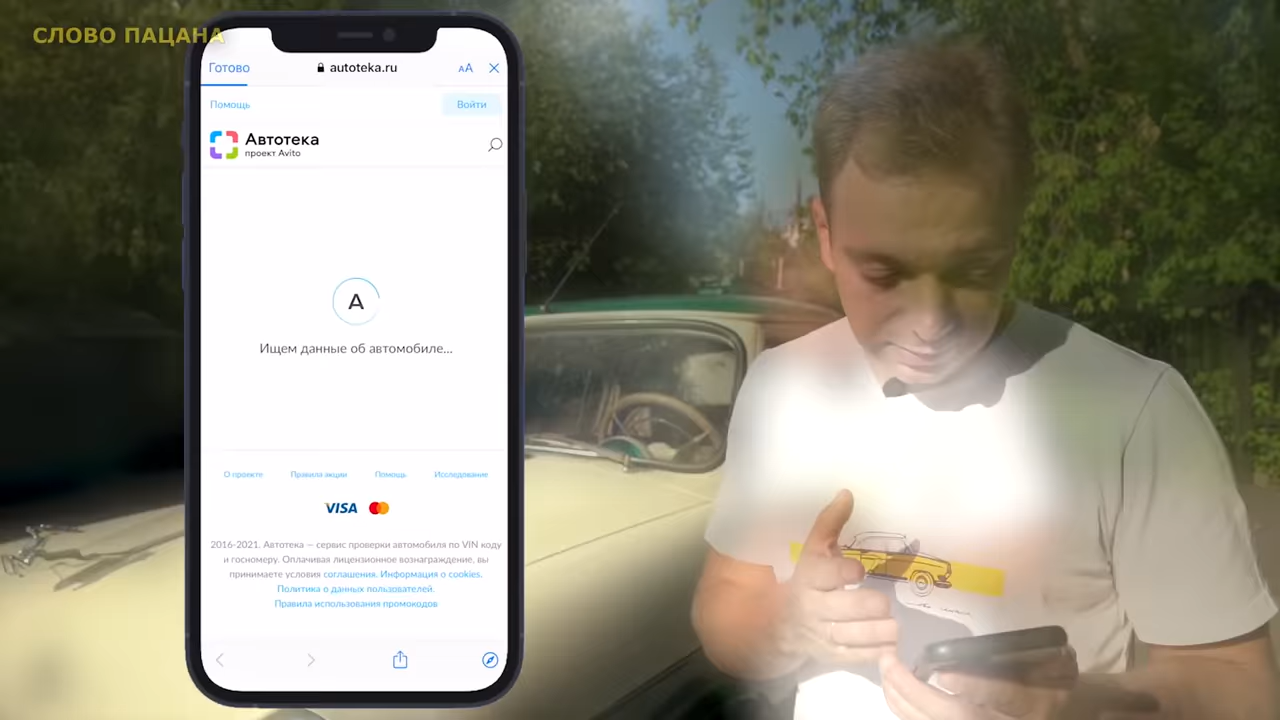 СЛОВО ПАЦАНА
Готово
autoteka.ru
AA
Помощь
Войти
Автотека
проект Avito
A
Ищем данные об автомобиле...
О проекте
Правила акции
Помощь
Исследование
VISA
2016-2021. Автотека — сервис проверки автомобиля по VIN коду
и госномеру. Оплачивая лицензионное вознаграждение, вы
принимаете условия соглашения. Информация о cookies.
Политика о данных пользователей.
Правила использования промокодов